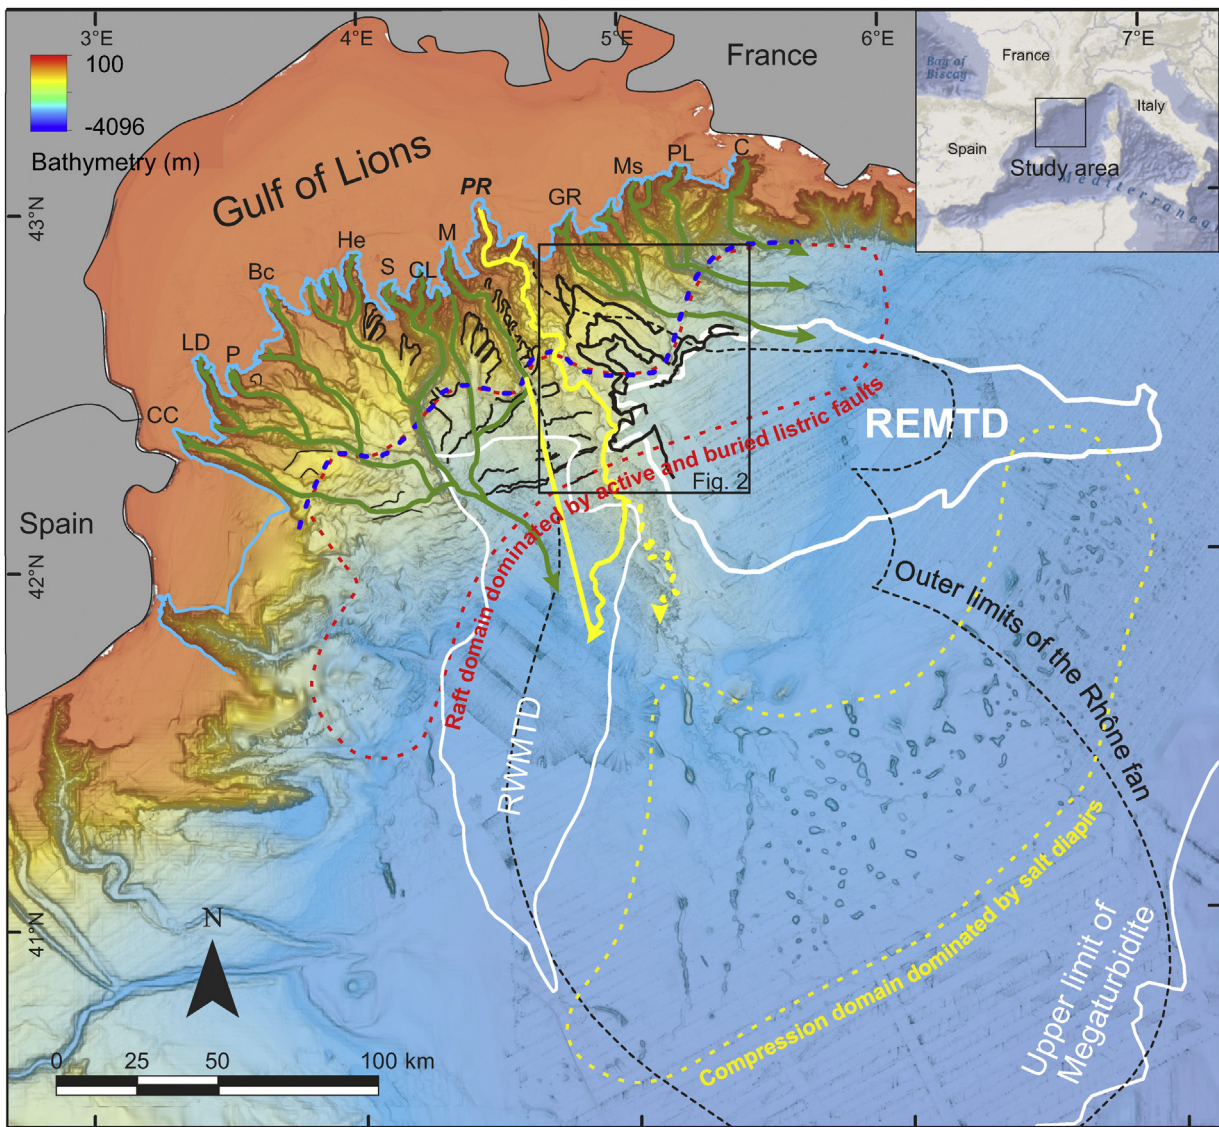 3°E
4°E
5°E
6°E
7°E
100
-4096
Bathymetry (m)
France
Bay of
Biscay
France
Italy
Spain
Study area
Mediterranean
Gulf of Lions
43°N
42°N
41°N
C
PL
Ms
GR
PR
M
He
S
CL
Bc
LD
P
CC
REMTD
Fig. 2
Raft domain dominated by active and buried listric faults
Spain
Outer limits of the Rhône fan
RWMTD
Compression domain dominated by salt diapirs
Upper limit of
Megaturbidite
N
0 25 50 100 km